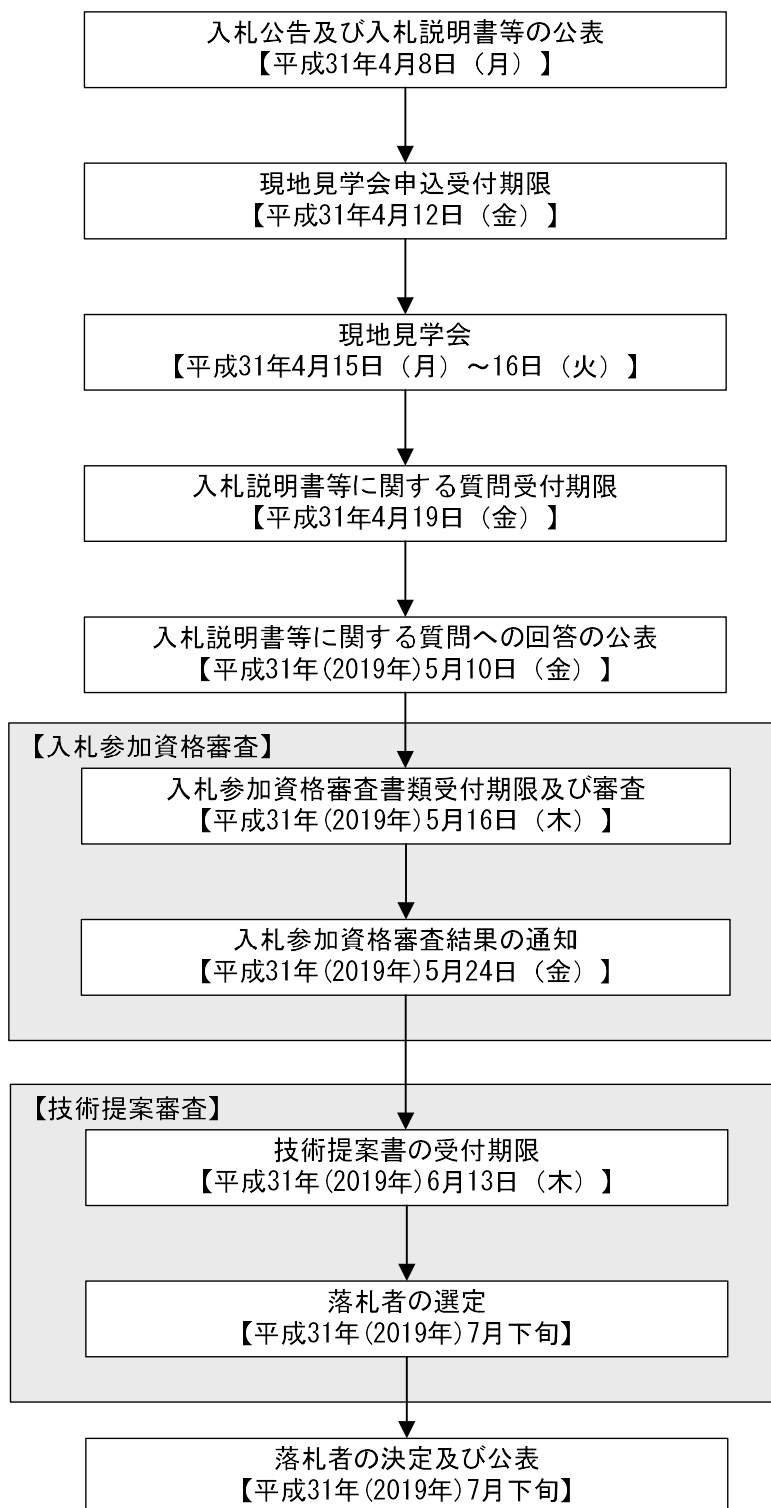 入札公告及び入札説明書等の公表
【平成31年4月8日（月）】
現地見学会申込受付期限
【平成31年4月12日（金）】
現地見学会
【平成31年4月15日（月）～16日（火）】
入札説明書等に関する質問受付期限
【平成31年4月19日（金）】
入札説明書等に関する質問への回答の公表
【平成31年(2019年)5月10日（金）】
【入札参加資格審査】
入札参加資格審査書類受付期限及び審査
【平成31年(2019年)5月16日（木）】
入札参加資格審査結果の通知
【平成31年(2019年)5月24日（金）】
【技術提案審査】
技術提案書の受付期限
【平成31年(2019年)6月13日（木）】
落札者の選定
【平成31年(2019年)7月下旬】
落札者の決定及び公表
【平成31年(2019年)7月下旬】